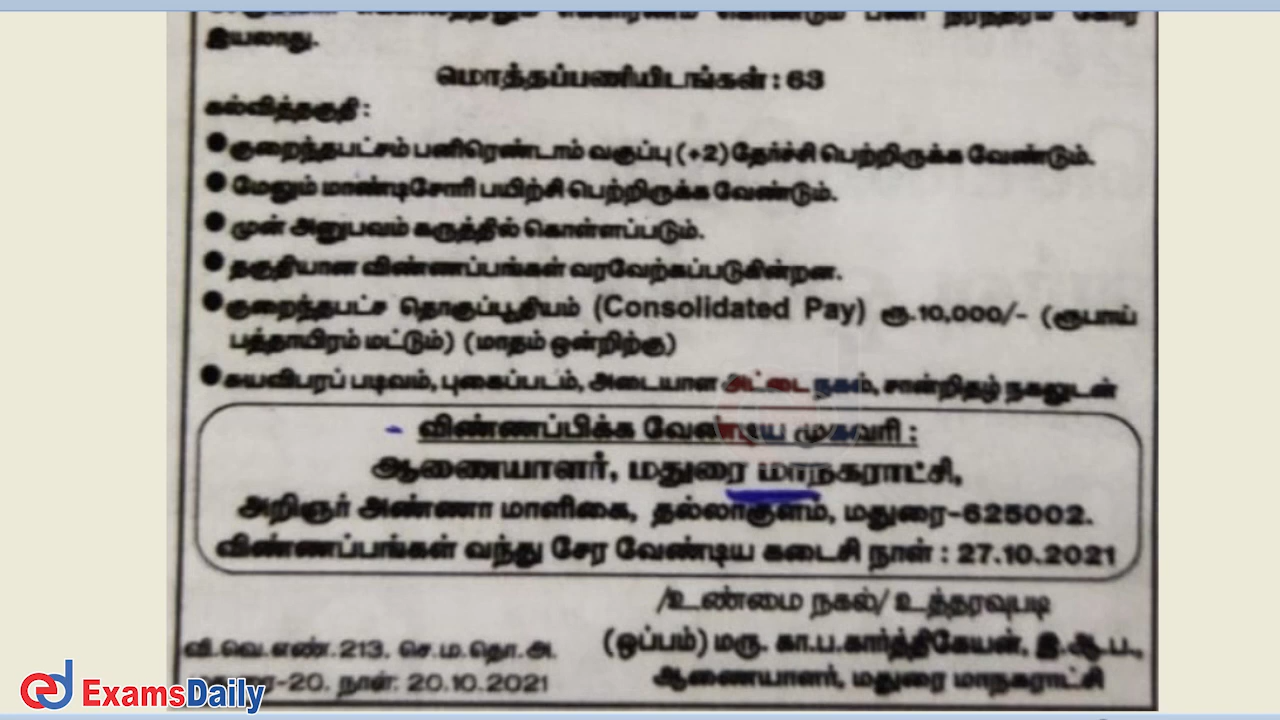 இயலாது.
மொத்தப்பணியிடங்கள் : 63
கல்வித்தகுதி :
●குறைந்தபட்சம் பனிரெண்டாம் வகுப்பு (+2) தேர்ச்சி பெற்றிருக்க வேண்டும்.
● மேலும் மாண்டிசோரி பயிற்சி பெற்றிருக்க வேண்டும்.
● முன் அனுபவம் கருத்தில் கொள்ளப்படும்.
● தகுதியான விண்ணப்பங்கள் வரவேற்கப்படுகின்றன.
●குறைந்தபட்ச தொகுப்பூதியம் (Consolidated Pay) ரூ.10,000/- (ரூபாய்
பத்தாயிரம் மட்டும்) (மாதம் ஒன்றிற்கு)
●சுயவிபரப் படிவம், புகைப்படம், அடையாள அட்டை நகல், சான்றிதழ் நகலுடன்
விண்ணப்பிக்க வேண்டிய முகவரி :
ஆணையாளர், மதுரை மாநகராட்சி,
அறிஞர் அண்ணா மாளிகை, தல்லாகுளம், மதுரை-625002.
விண்ணப்பங்கள் வந்து சேர வேண்டிய கடைசி நாள் : 27.10.2021
/உண்மை நகல்/ உத்தரவுபடி
வி.வெ.எண்.213. செ.ம.தொ.அ.
(ஒப்பம்) மரு. கா.ப.கார்த்திகேயன், இ.ஆ.ப.,
-20. நாள்: 20.10.2021
ஆணையாளர், மதுரை மாநகராட்சி
ExamsDaily